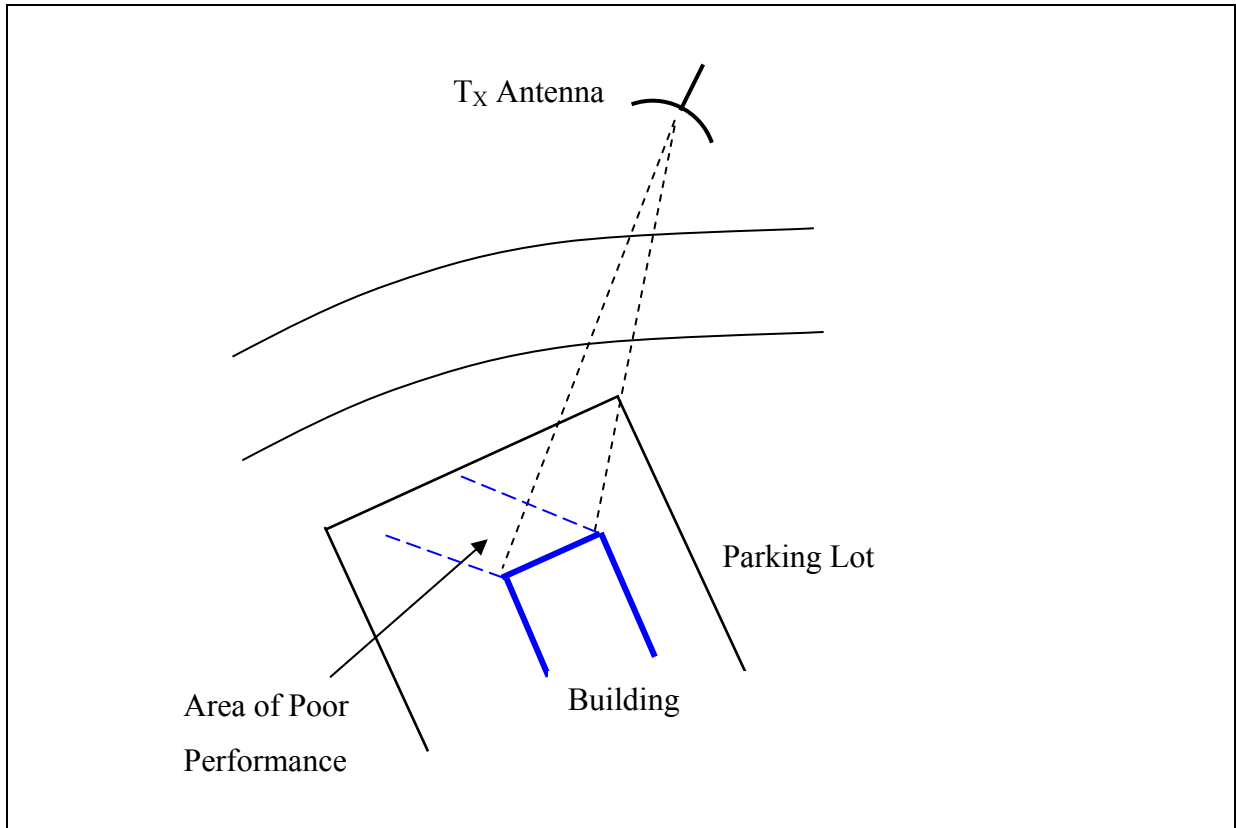 TX Antenna
Parking Lot
Building
Area of Poor
Performance